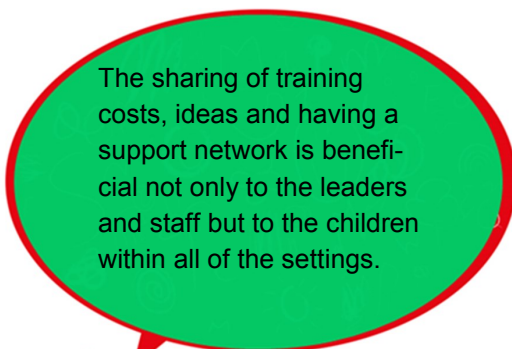 The sharing of training
costs, ideas and having a
support network is benefi-
cial not only to the leaders
and staff but to the children
within all of the settings.